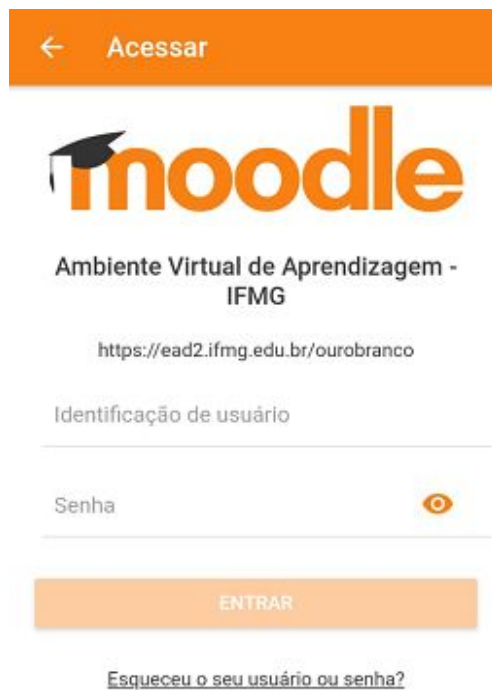 Acessar
moodle
Ambiente Virtual de Aprendizagem -
IFMG
https://ead2.ifmg.edu.br/ourobranco
Identificação de usuário
Senha
ENTRAR
Esqueceu o seu usuário ou senha?